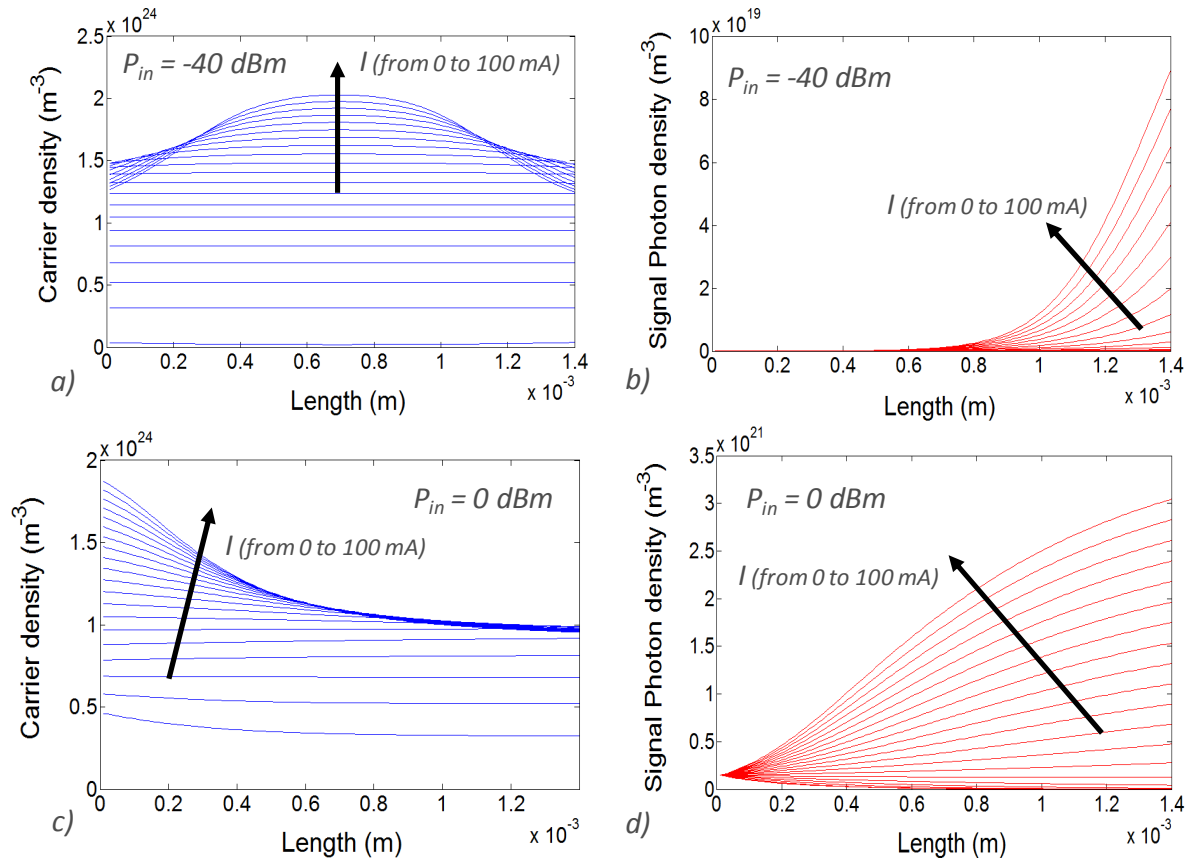 x 10^24
2.5
2
1.5
1
0.5
0
0 0.2 0.4 0.6 0.8 1 1.2 1.4
x 10^-3
Carrier density (m^-3)
Length (m)
P_in = -40 dBm
I (from 0 to 100 mA)
a)
x 10^19
10
8
6
4
2
0
0 0.2 0.4 0.6 0.8 1 1.2 1.4
x 10^-3
Signal Photon density (m^-3)
Length (m)
P_in = -40 dBm
I (from 0 to 100 mA)
b)
x 10^24
2
1.5
1
0.5
0
0 0.2 0.4 0.6 0.8 1 1.2
x 10^-3
Carrier density (m^-3)
Length (m)
P_in = 0 dBm
I (from 0 to 100 mA)
c)
x 10^21
3.5
3
2.5
2
1.5
1
0.5
0
0 0.2 0.4 0.6 0.8 1 1.2 1.4
x 10^-3
Signal Photon density (m^-3)
Length (m)
P_in = 0 dBm
I (from 0 to 100 mA)
d)